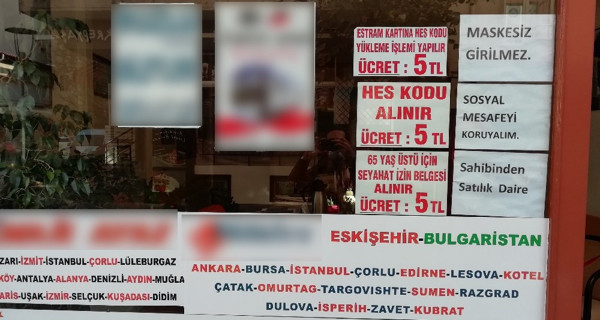 ESTRAM KARTINA HES KODU
YÜKLEME İŞLEMİ YAPILIR
ÜCRET : 5 TL
HES KODU
ALINIR
ÜCRET : 5 TL
65 YAŞ ÜSTÜ İÇİN
SEYAHAT İZİN BELGESİ
ALINIR
ÜCRET : 5 TL
MASKESİZ
GİRİLMEZ.
SOSYAL
MESAFEYİ
KORUYALIM.
Sahibinden
Satılık Daire
ZARI-İZMİT-İSTANBUL-ÇORLU-LÜLEBURGAZ
KÖY-ANTALYA-ALANYA-DENİZLİ-AYDIN-MUĞLA
ARİS-UŞAK-İZMİR-SELÇUK-KUŞADASI-DİDİM
ESKİŞEHİR-BULGARİSTAN
ANKARA-BURSA-İSTANBUL-ÇORLU-EDİRNE-LESOVA-KOTEL
ÇATAK-OMURTAG-TARGOVISHTE-SUMEN-RAZGRAD
DULOVA-İSPERİH-ZAVET-KUBRAT